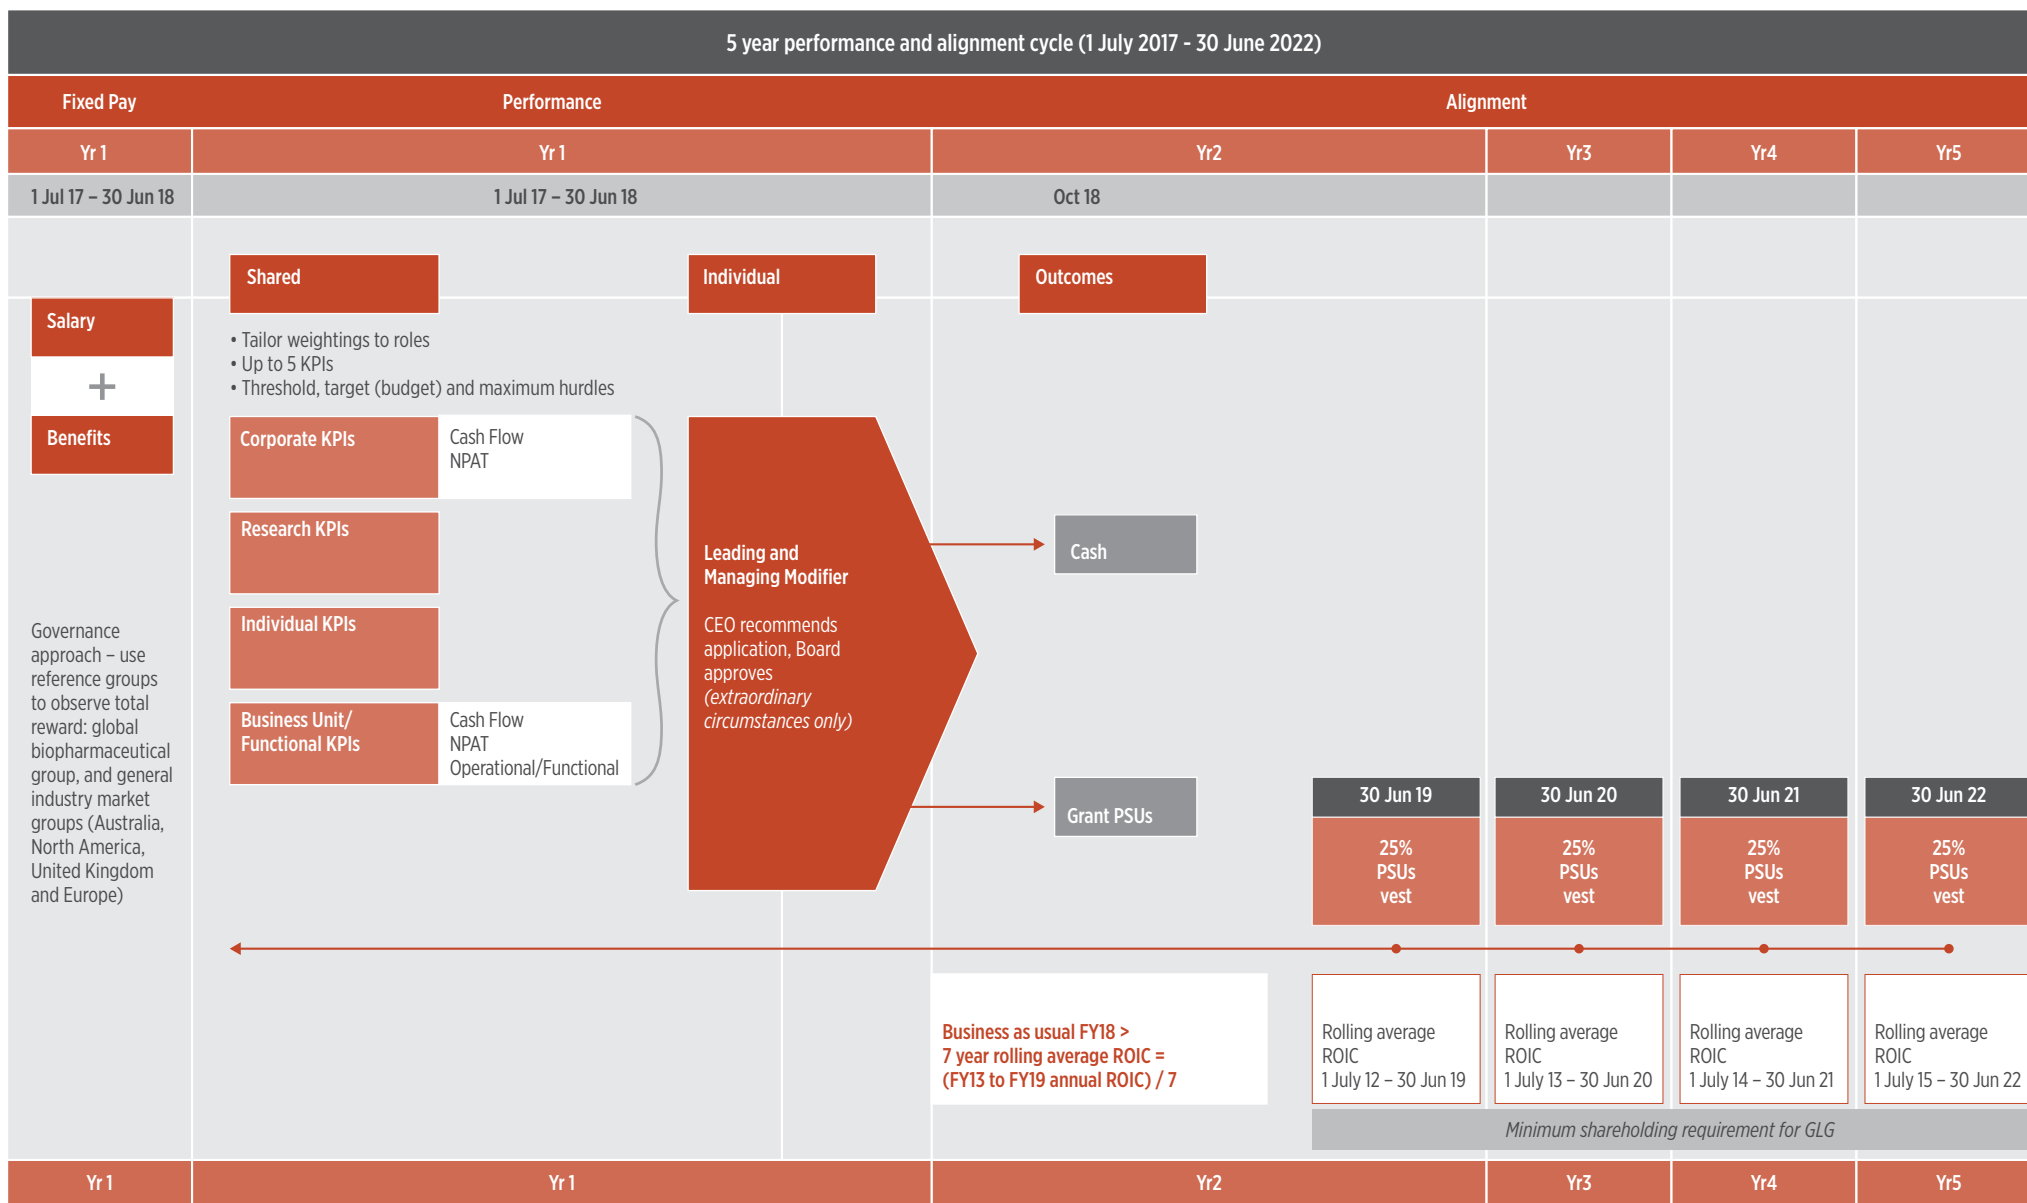 5 year performance and alignment cycle (1 July 2017 - 30 June 2022)
Fixed Pay
Performance
Alignment
Yr 1
Yr 1
Yr2
Yr3
Yr4
Yr5
1 Jul 17 – 30 Jun 18
1 Jul 17 – 30 Jun 18
Oct 18
Salary
+
Benefits
Governance
approach – use
reference groups
to observe total
reward: global
biopharmaceutical
group, and general
industry market
groups (Australia,
North America,
United Kingdom
and Europe)
Shared
• Tailor weightings to roles
• Up to 5 KPIs
• Threshold, target (budget) and maximum hurdles
Corporate KPIs
Cash Flow
NPAT
Research KPIs
Individual KPIs
Business Unit/
Functional KPIs
Cash Flow
NPAT
Operational/Functional
Individual
Leading and
Managing Modifier
CEO recommends
application, Board
approves
(extraordinary
circumstances only)
Outcomes
Cash
Grant PSUs
30 Jun 19
25%
PSUs
vest
30 Jun 20
25%
PSUs
vest
30 Jun 21
25%
PSUs
vest
30 Jun 22
25%
PSUs
vest
Business as usual FY18 >
7 year rolling average ROIC =
(FY13 to FY19 annual ROIC) / 7
Rolling average
ROIC
1 July 12 – 30 Jun 19
Rolling average
ROIC
1 July 13 – 30 Jun 20
Rolling average
ROIC
1 July 14 – 30 Jun 21
Rolling average
ROIC
1 July 15 – 30 Jun 22
Minimum shareholding requirement for GLG
Yr 1
Yr 1
Yr2
Yr3
Yr4
Yr5